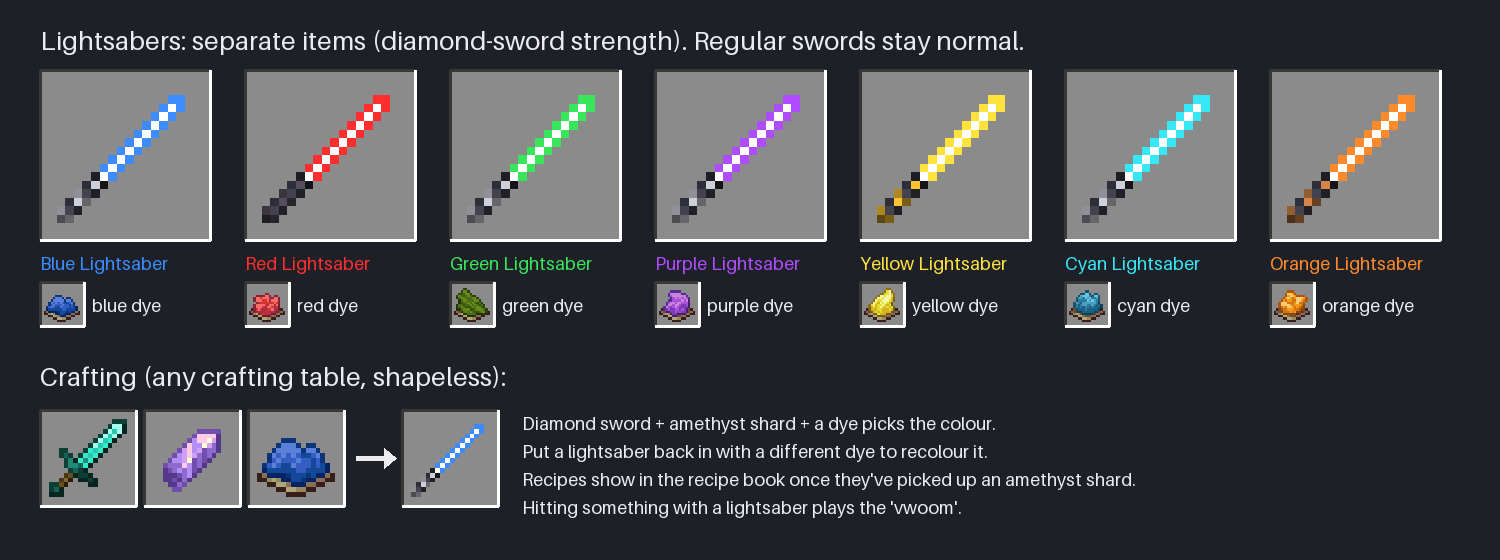 Lightsabers: separate items (diamond-sword strength). Regular swords stay normal.
Blue Lightsaber
Red Lightsaber
Green Lightsaber
Purple Lightsaber
Yellow Lightsaber
Cyan Lightsaber
Orange Lightsaber
blue dye
red dye
green dye
purple dye
yellow dye
cyan dye
orange dye
Crafting (any crafting table, shapeless):
Diamond sword + amethyst shard + a dye picks the colour.
Put a lightsaber back in with a different dye to recolour it.
Recipes show in the recipe book once they've picked up an amethyst shard.
Hitting something with a lightsaber plays the 'vwoom'.